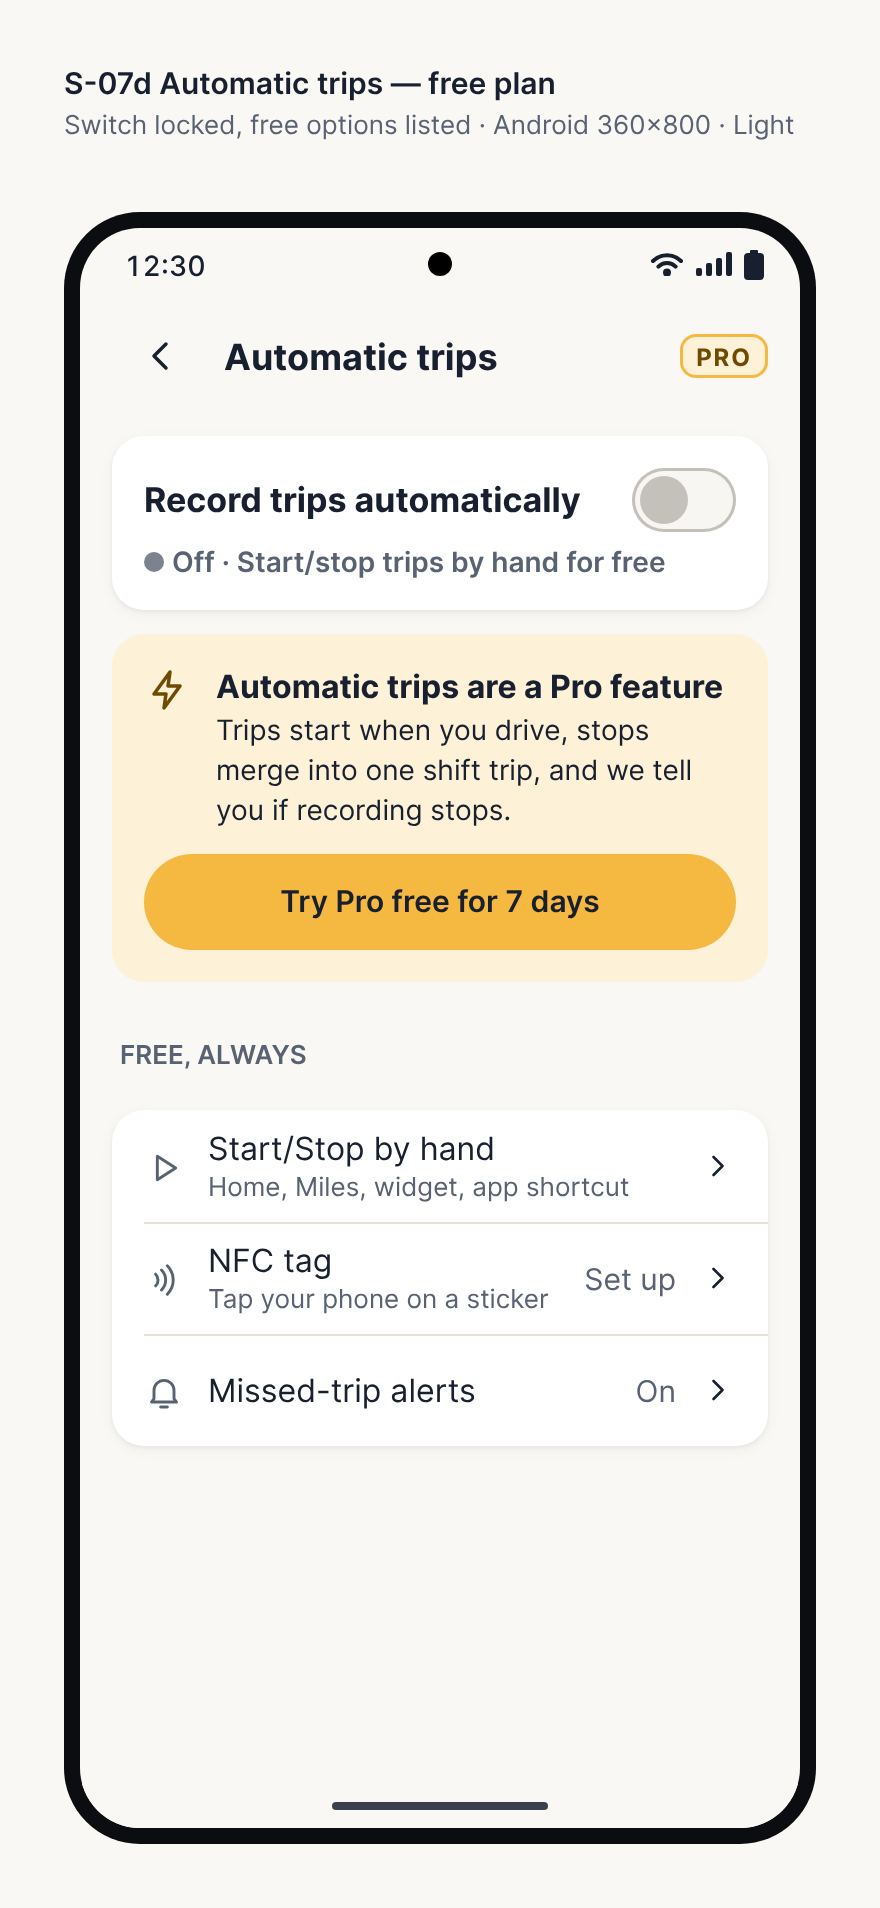 S-07d Automatic trips — free plan
Switch locked, free options listed · Android 360×800 · Light
12:30
Automatic trips
PRO
Record trips automatically
Off · Start/stop trips by hand for free
Automatic trips are a Pro feature
Trips start when you drive, stops
merge into one shift trip, and we tell
you if recording stops.
Try Pro free for 7 days
FREE, ALWAYS
Start/Stop by hand
Home, Miles, widget, app shortcut
NFC tag
Tap your phone on a sticker
Set up
Missed-trip alerts
On